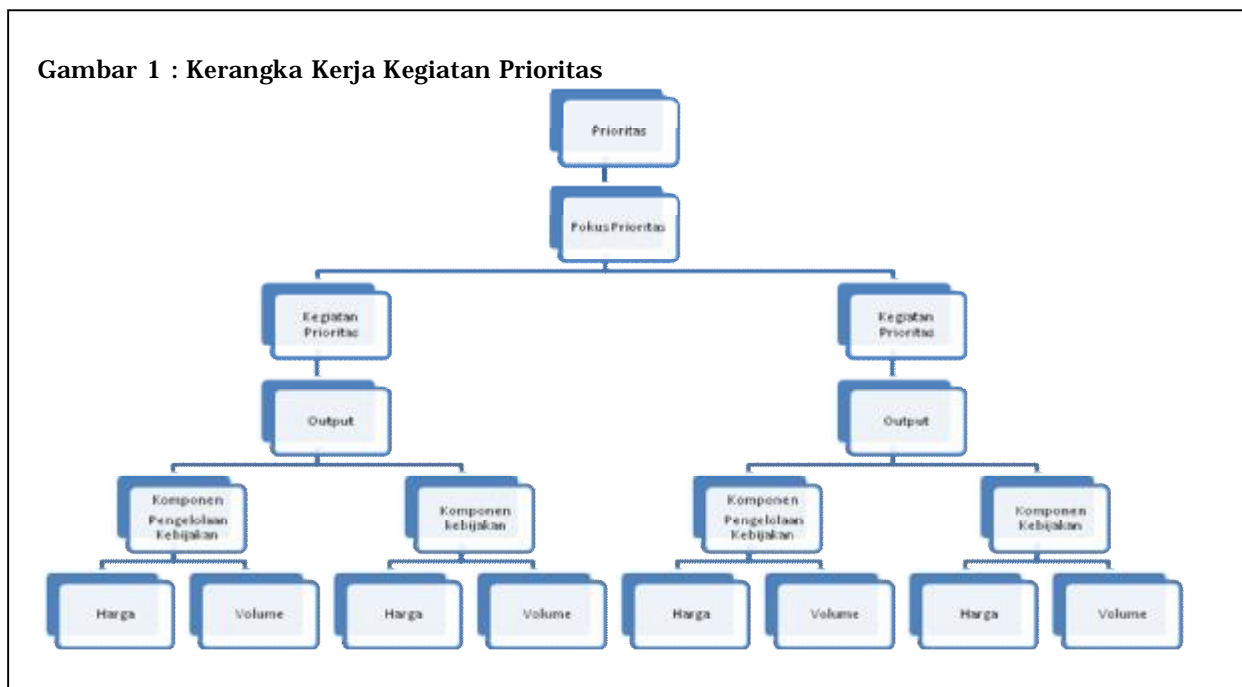 Gambar 1 : Kerangka Kerja Kegiatan Prioritas
Prioritas
Fokus Prioritas
Kegiatan
Prioritas
Kegiatan
Prioritas
Output
Output
Komponen
Pengelolaan
Kebijakan
Komponen
kebijakan
Komponen
Pengelolaan
Kebijakan
Komponen
Kebijakan
Harga
Volume
Harga
Volume
Harga
Volume
Harga
Volume